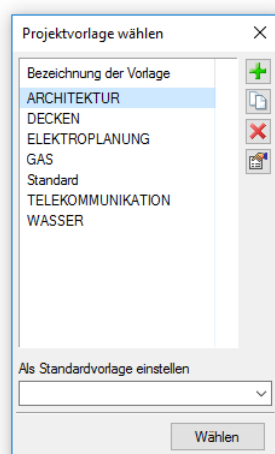 Projektvorlage wählen
Bezeichnung der Vorlage
ARCHITEKTUR
DECKEN
ELEKTROPLANUNG
GAS
Standard
TELEKOMMUNIKATION
WASSER
Als Standardvorlage einstellen
Wählen